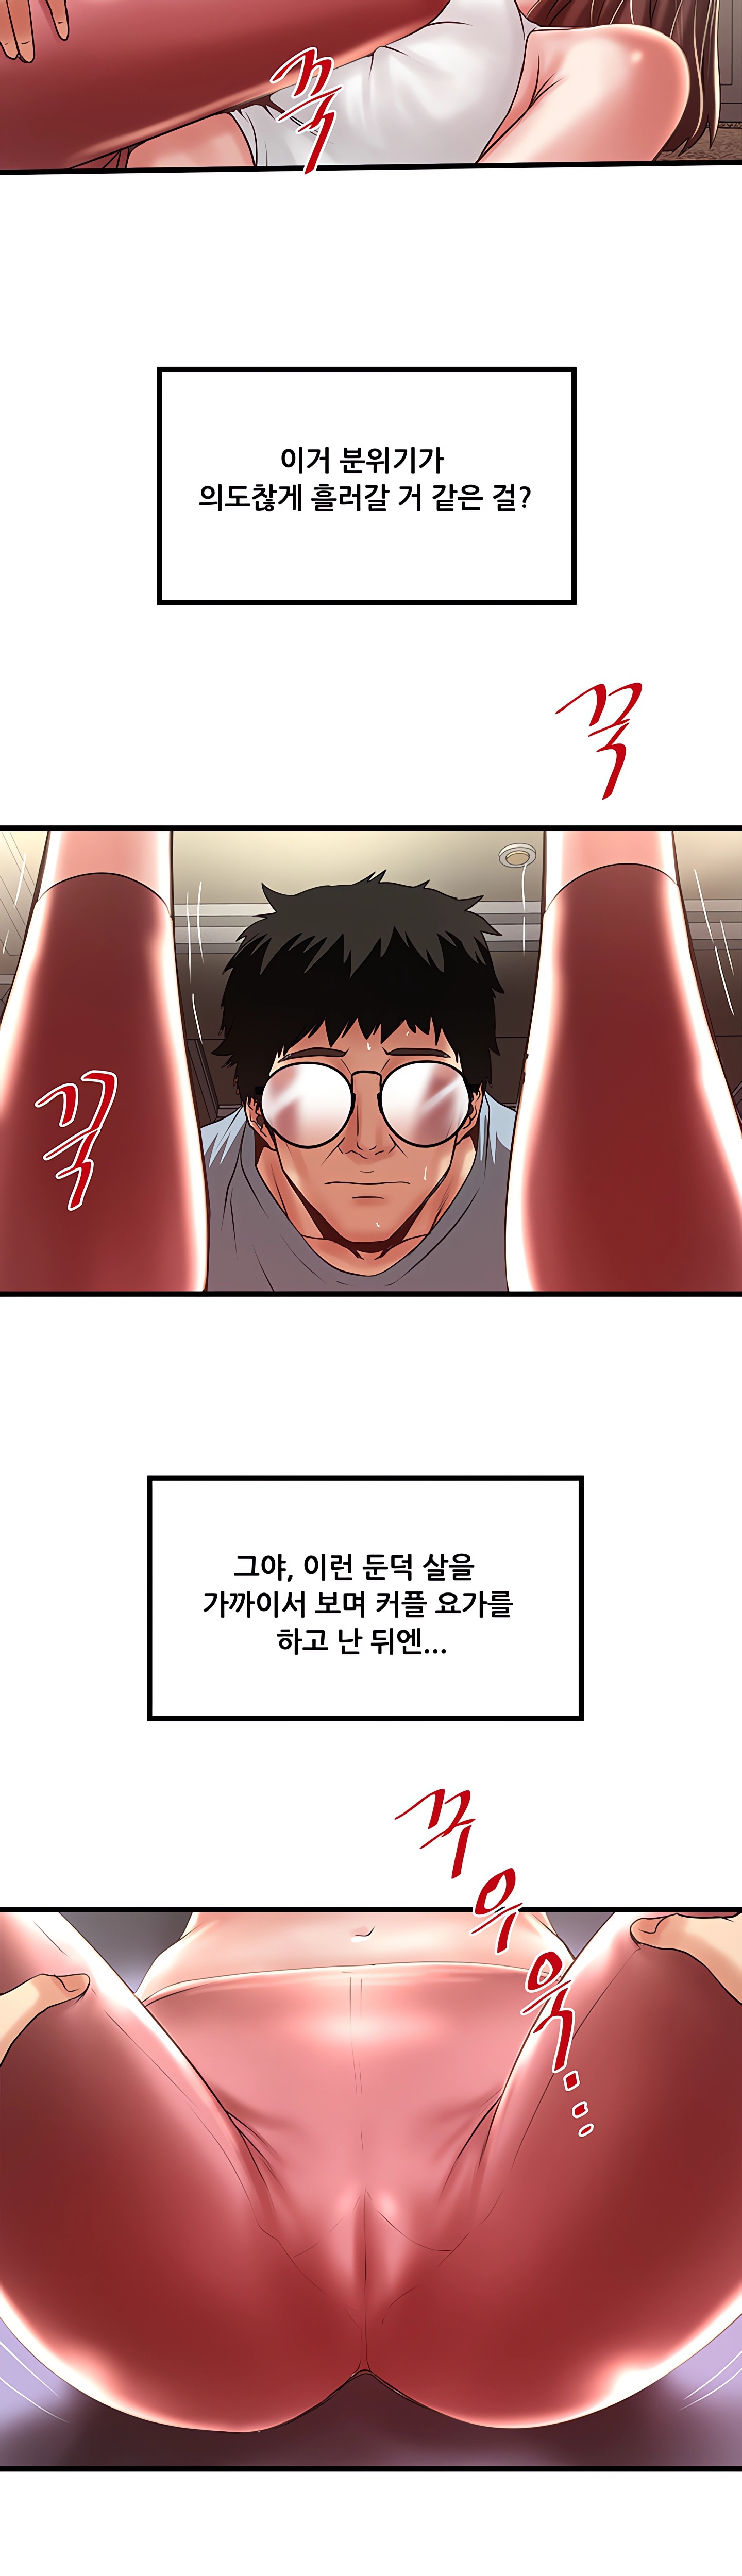 꾹
이거 분위기가
의도찮게 흘러갈 거 같은 걸?
꾹
꾹
그야, 이런 둔덕 살을
가까이서 보며 커플 요가를
하고 난 뒤엔...
꾸
우
욱...